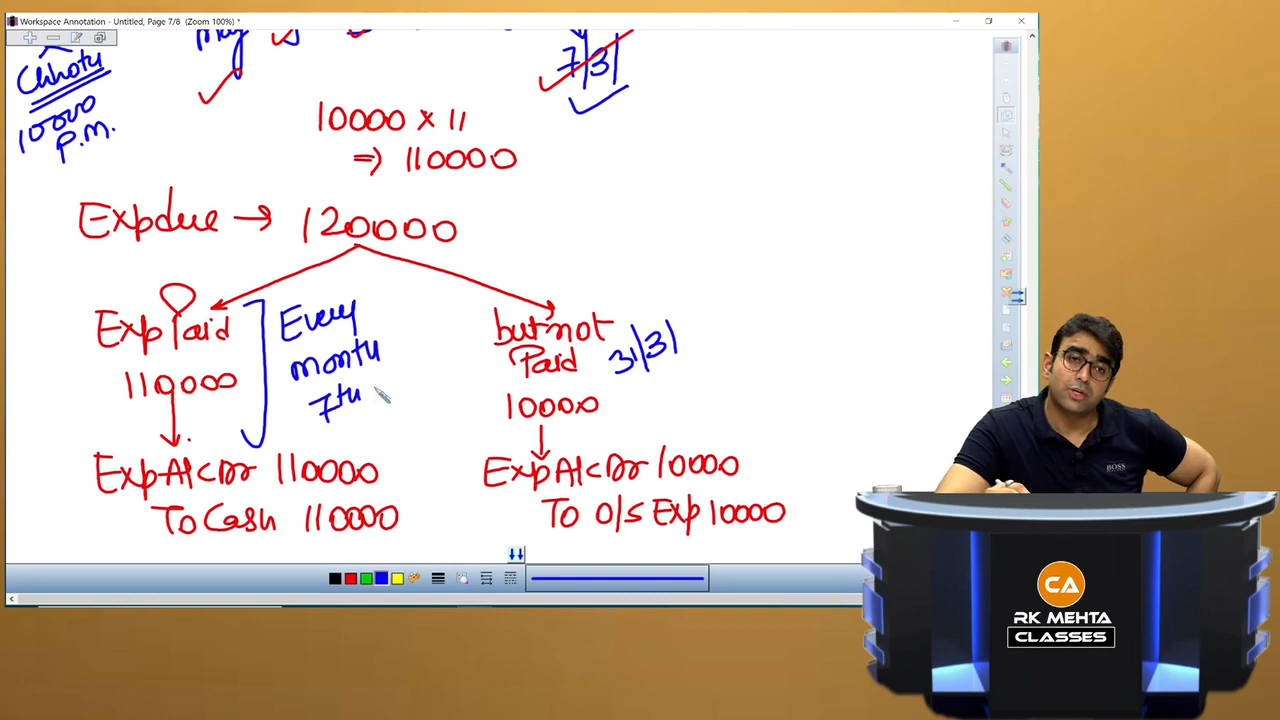 Workspace Annotation - Untitled, Page 7/8 (Zoom 100%) *
Chhotu
10000
P.M.
7/3/
10000 × 11
=> 110000
Exp due → 120000
Exp Paid
110000
Every
month
7th
but not
Paid
31/3/
10000
Exp A/c Dr 110000
To Cash 110000
Exp A/c Dr 10000
To O/S Exp 10000
BOSS
CA
RK MEHTA
CLASSES